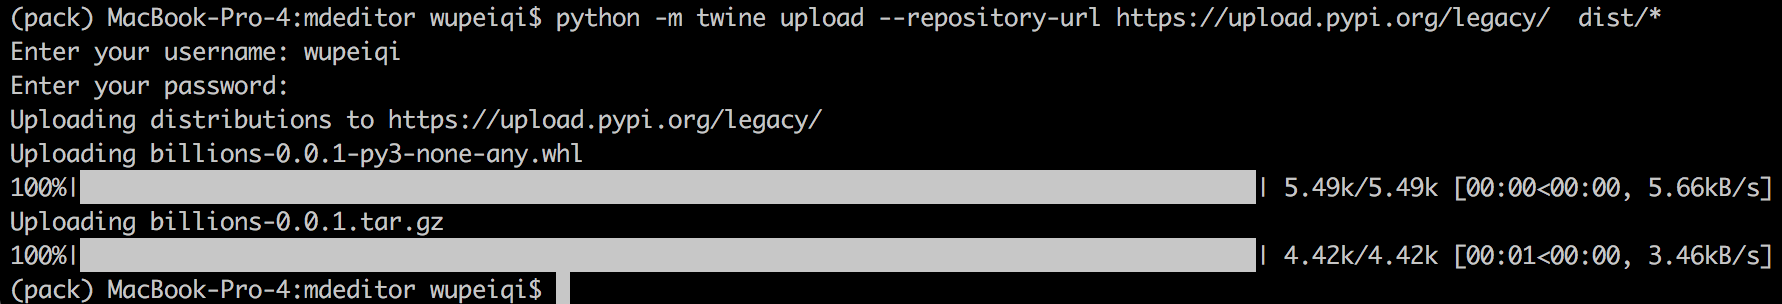 (pack) MacBook-Pro-4:mdeditor wupeiqi$ python -m twine upload --repository-url https://upload.pypi.org/legacy/  dist/*
Enter your username: wupeiqi
Enter your password:
Uploading distributions to https://upload.pypi.org/legacy/
Uploading billions-0.0.1-py3-none-any.whl
100%|                                                                                    | 5.49k/5.49k [00:00<00:00, 5.66kB/s]
Uploading billions-0.0.1.tar.gz
100%|                                                                                    | 4.42k/4.42k [00:01<00:00, 3.46kB/s]
(pack) MacBook-Pro-4:mdeditor wupeiqi$